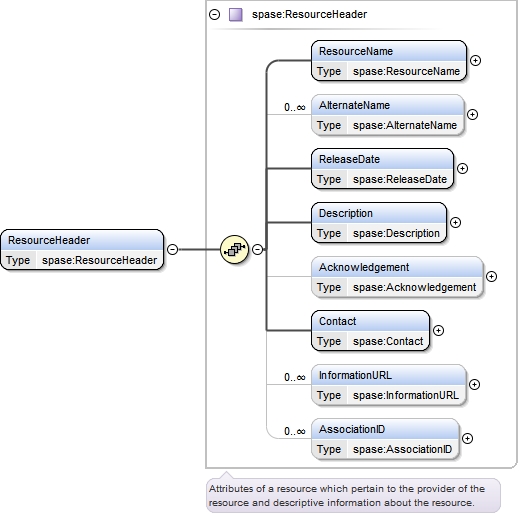 spase:ResourceHeader
ResourceName
Type spase:ResourceName
0..∞
AlternateName
Type spase:AlternateName
ReleaseDate
Type spase:ReleaseDate
Description
Type spase:Description
ResourceHeader
Type spase:ResourceHeader
Acknowledgement
Type spase:Acknowledgement
Contact
Type spase:Contact
0..∞
InformationURL
Type spase:InformationURL
0..∞
AssociationID
Type spase:AssociationID
Attributes of a resource which pertain to the provider of the
resource and descriptive information about the resource.